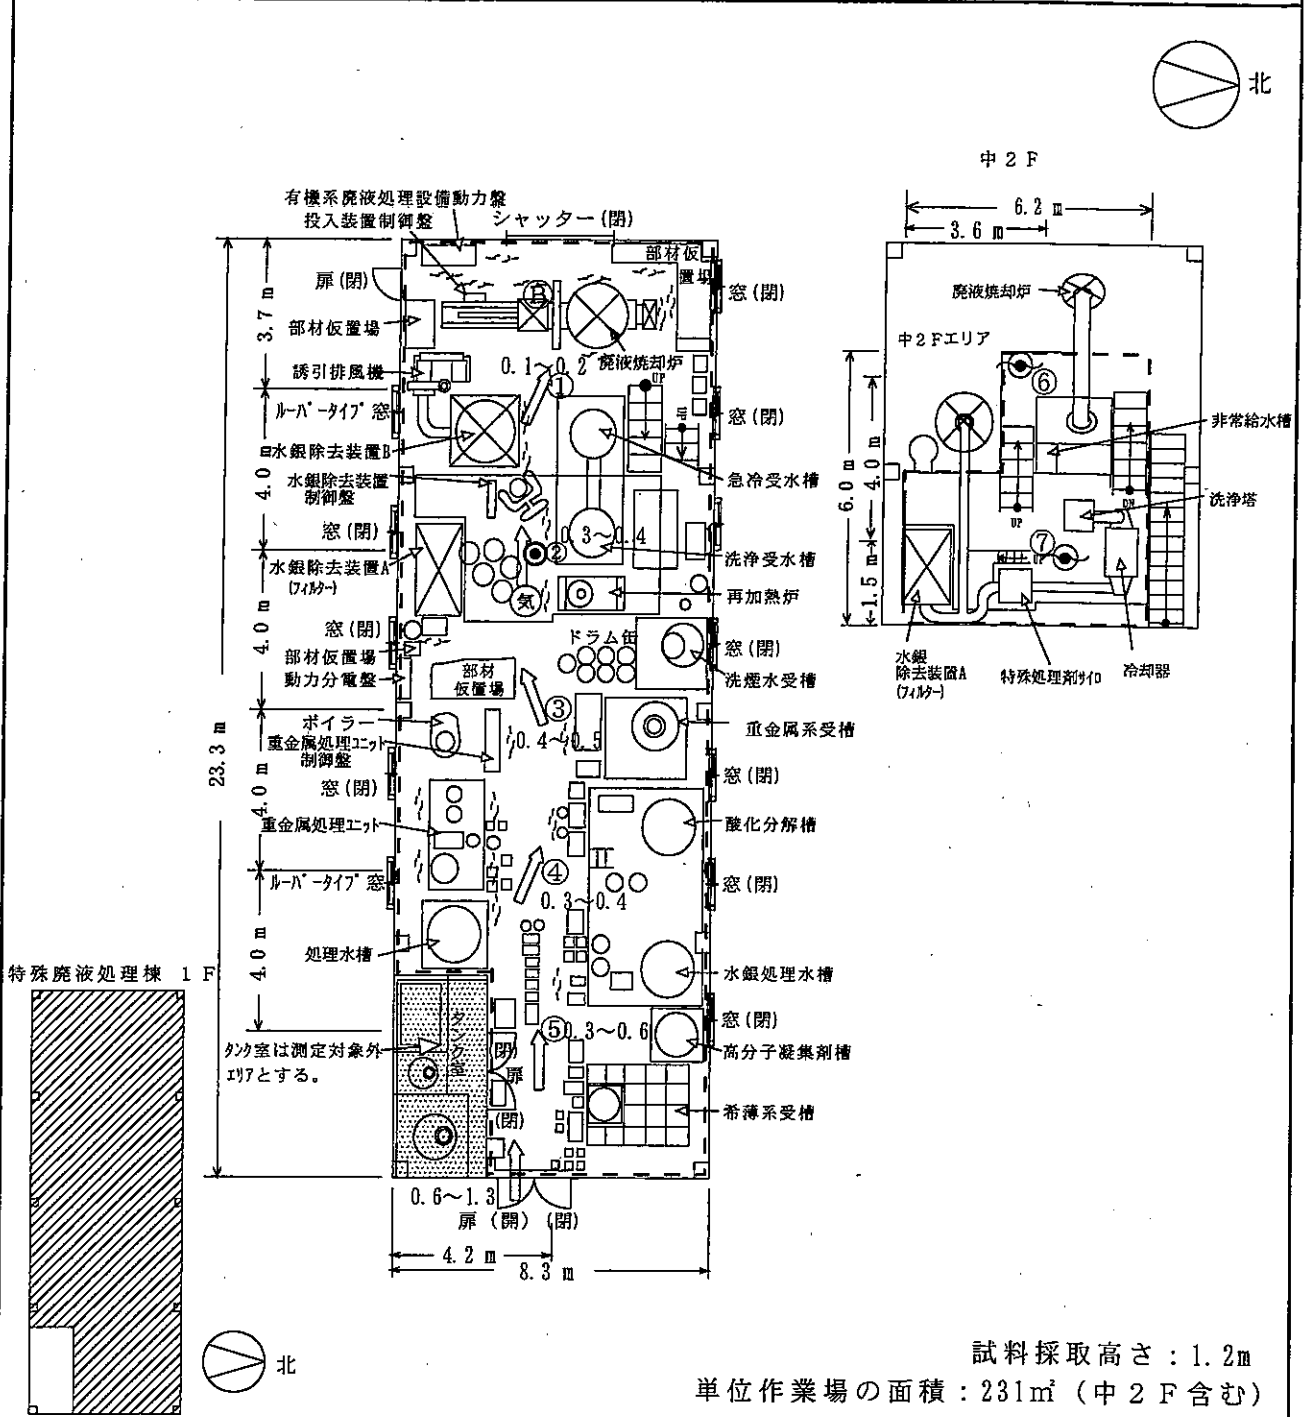 北
中2F
6.2 m
3.6 m
廃液焼却炉
中2Fエリア
⑥
非常給水槽
洗浄塔
6.0 m
4.0 m
1.5 m
UP
DN
⑦
UP
水銀
除去装置A
(フィルター)
特殊処理剤サイロ
冷却器
有機系廃液処理設備動力盤
投入装置制御盤
シャッター(閉)
部材仮
置場
扉(閉)
窓(閉)
B
部材仮置場
3.7 m
誘引排風機
0.1〜0.2
廃液焼却炉
①
UP
UP
ルーバータイプ窓
窓(閉)
4.0 m
水銀除去装置B
水銀除去装置
制御盤
急冷受水槽
窓(閉)
0.3〜0.4
②
洗浄受水槽
水銀除去装置A
(フィルター)
気
再加熱炉
4.0 m
窓(閉)
ドラム缶
窓(閉)
部材仮置場
動力分電盤
部材
仮置場
洗煙水受槽
23.3 m
ボイラー
③
重金属系受槽
重金属処理ユニット
制御盤
0.4〜0.5
窓(閉)
窓(閉)
4.0 m
重金属処理ユニット
酸化分解槽
ルーバータイプ窓
④
窓(閉)
0.3〜0.4
処理水槽
4.0 m
水銀処理水槽
特殊廃液処理棟 1F
タンク室
⑤
0.3〜0.6
窓(閉)
タンク室は測定対象外
エリアとする。
(閉)
扉
(閉)
高分子凝集剤槽
希薄系受槽
0.6〜1.3
扉(開)(閉)
4.2 m
8.3 m
北
試料採取高さ:1.2m
単位作業場の面積:231㎡(中2F含む)